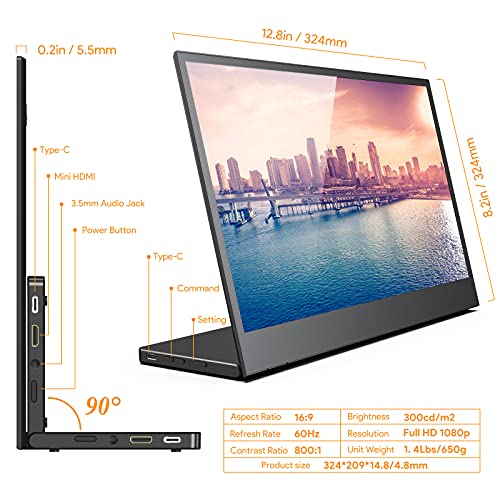 0.2in / 5.5mm
12.8in / 324mm
8.2in / 324mm
Type-C
Mini HDMI
3.5mm Audio Jack
Power Button
Type-C
Command
Setting
90°
Aspect Ratio 16:9 Brightness 300cd/m2
Refresh Rate 60Hz Resolution Full HD 1080p
Contrast Ratio 800:1 Unit Weight 1. 4Lbs/650g
Product size 324*209*14.8/4.8mm